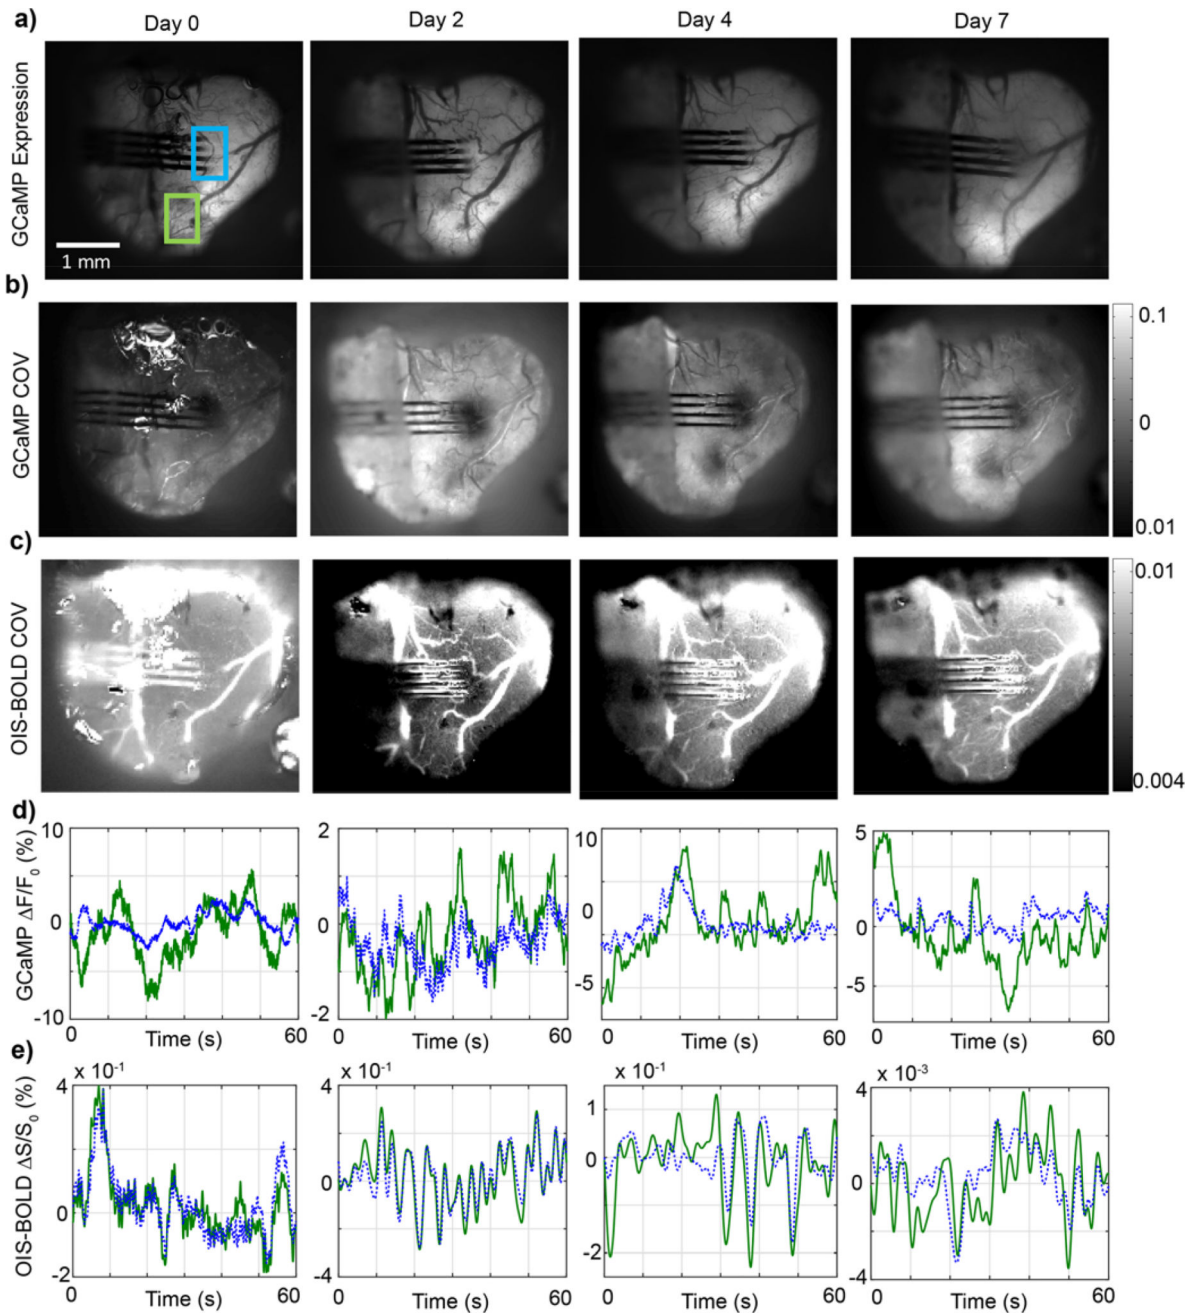 a)
Day 0
Day 2
Day 4
Day 7
GCaMP Expression
1 mm
b)
GCaMP COV
0.1
0
0.01
c)
OIS-BOLD COV
0.01
0.004
d)
GCaMP ΔF/F0 (%)
10
0
-10
0
Time (s)
60
2
0
-2
0
Time (s)
60
10
0
-5
0
Time (s)
60
5
0
-5
0
Time (s)
60
e)
OIS-BOLD ΔS/S0 (%)
x 10-1
4
0
-2
0
Time (s)
60
x 10-1
4
0
-4
0
Time (s)
60
x 10-1
1
0
-2
0
Time (s)
60
x 10-3
4
0
-4
0
Time (s)
60